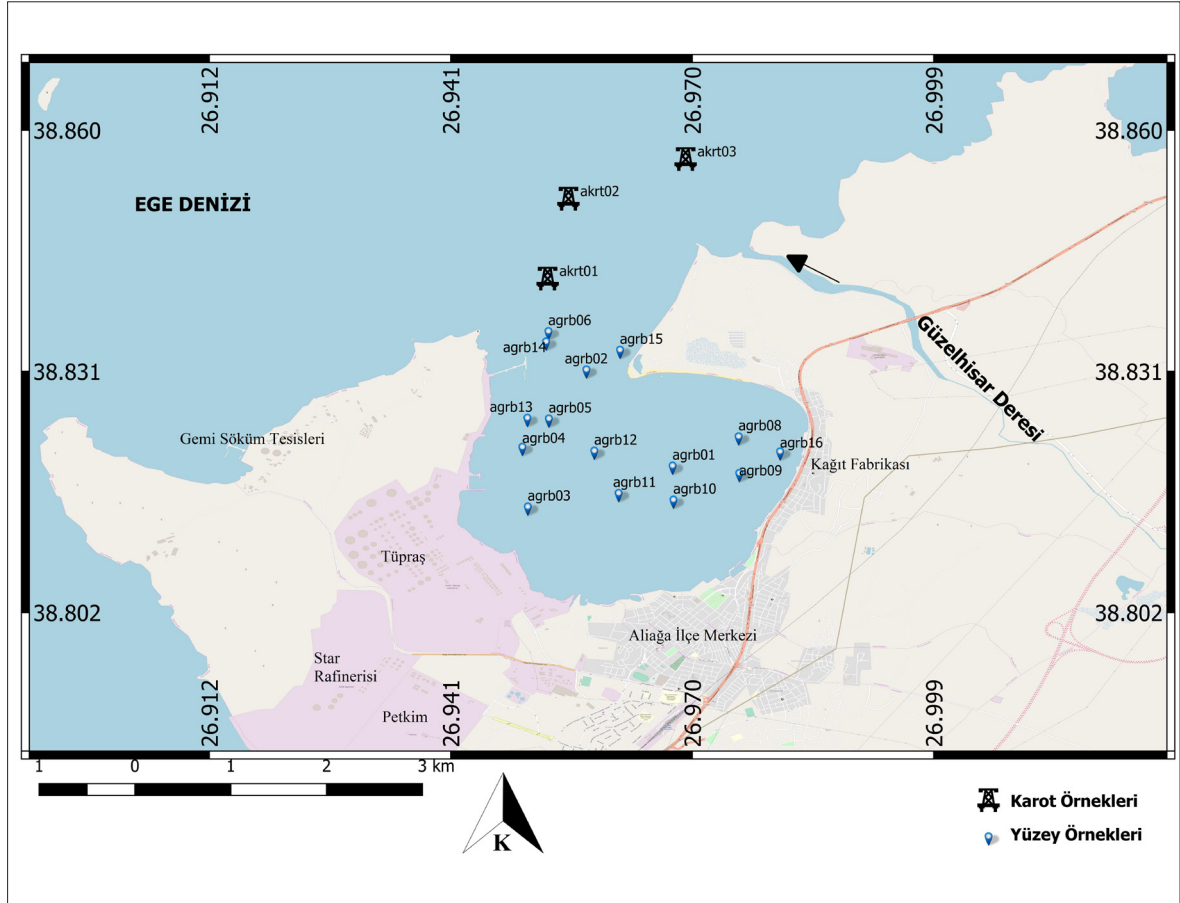 26.912
26.941
26.970
26.999
38.860
38.860
akrt03
akrt02
EGE DENİZİ
akrt01
agrb06
agrb14
agrb15
agrb02
Güzelhisar Deresi
38.831
38.831
agrb13
agrb05
agrb08
Gemi Söküm Tesisleri
agrb04
agrb12
agrb16
agrb01
Kağıt Fabrikası
agrb09
agrb11
agrb10
agrb03
Tüpraş
38.802
38.802
Aliağa İlçe Merkezi
Star
Rafinerisi
Petkim
26.912
26.941
26.970
26.999
1 0 1 2 3 km
K
Karot Örnekleri
Yüzey Örnekleri